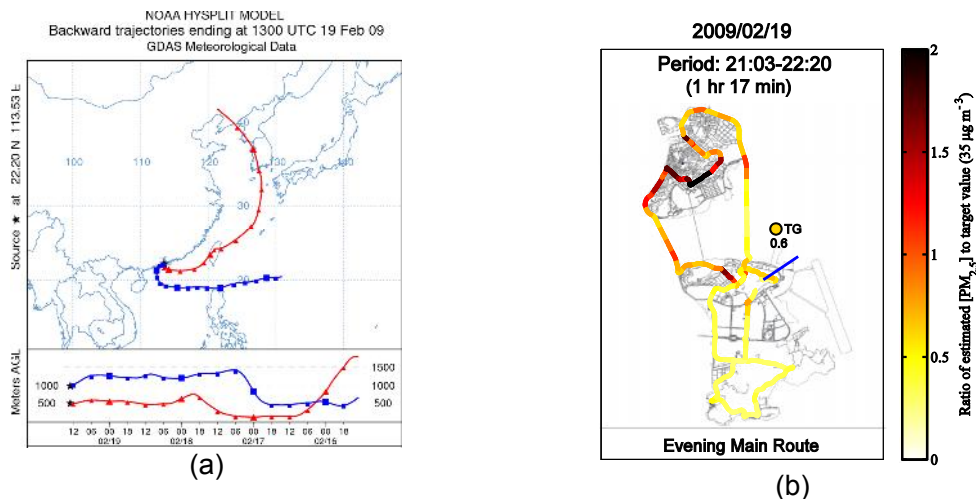 NOAA HYSPLIT MODEL
Backward trajectories ending at 1300 UTC 19 Feb 09
GDAS Meteorological Data
Source ★ at 22.20 N 113.53 E
100
110
120
130
140
40
30
20
Meters AGL
1500
1000
1000
500
500
12 06 00 18 12 06 00 18 12 06 00 18 12 06 00 18
02/19 02/18 02/17 02/16
(a)
2009/02/19
Period: 21:03-22:20
(1 hr 17 min)
TG
0.6
Evening Main Route
2
1.5
1
0.5
0
Ratio of estimated [PM2.5] to target value (35 µg m-3)
(b)